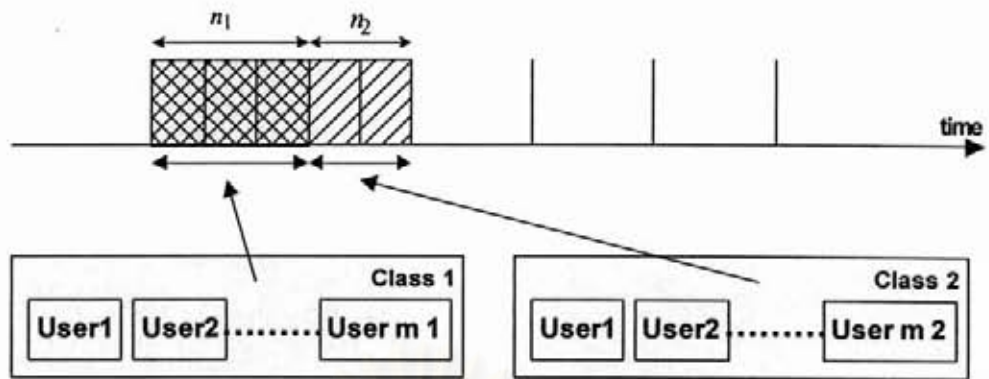 n1 n2
time
Class 1
User1 User2 ........ User m 1
Class 2
User1 User2 ........ User m 2